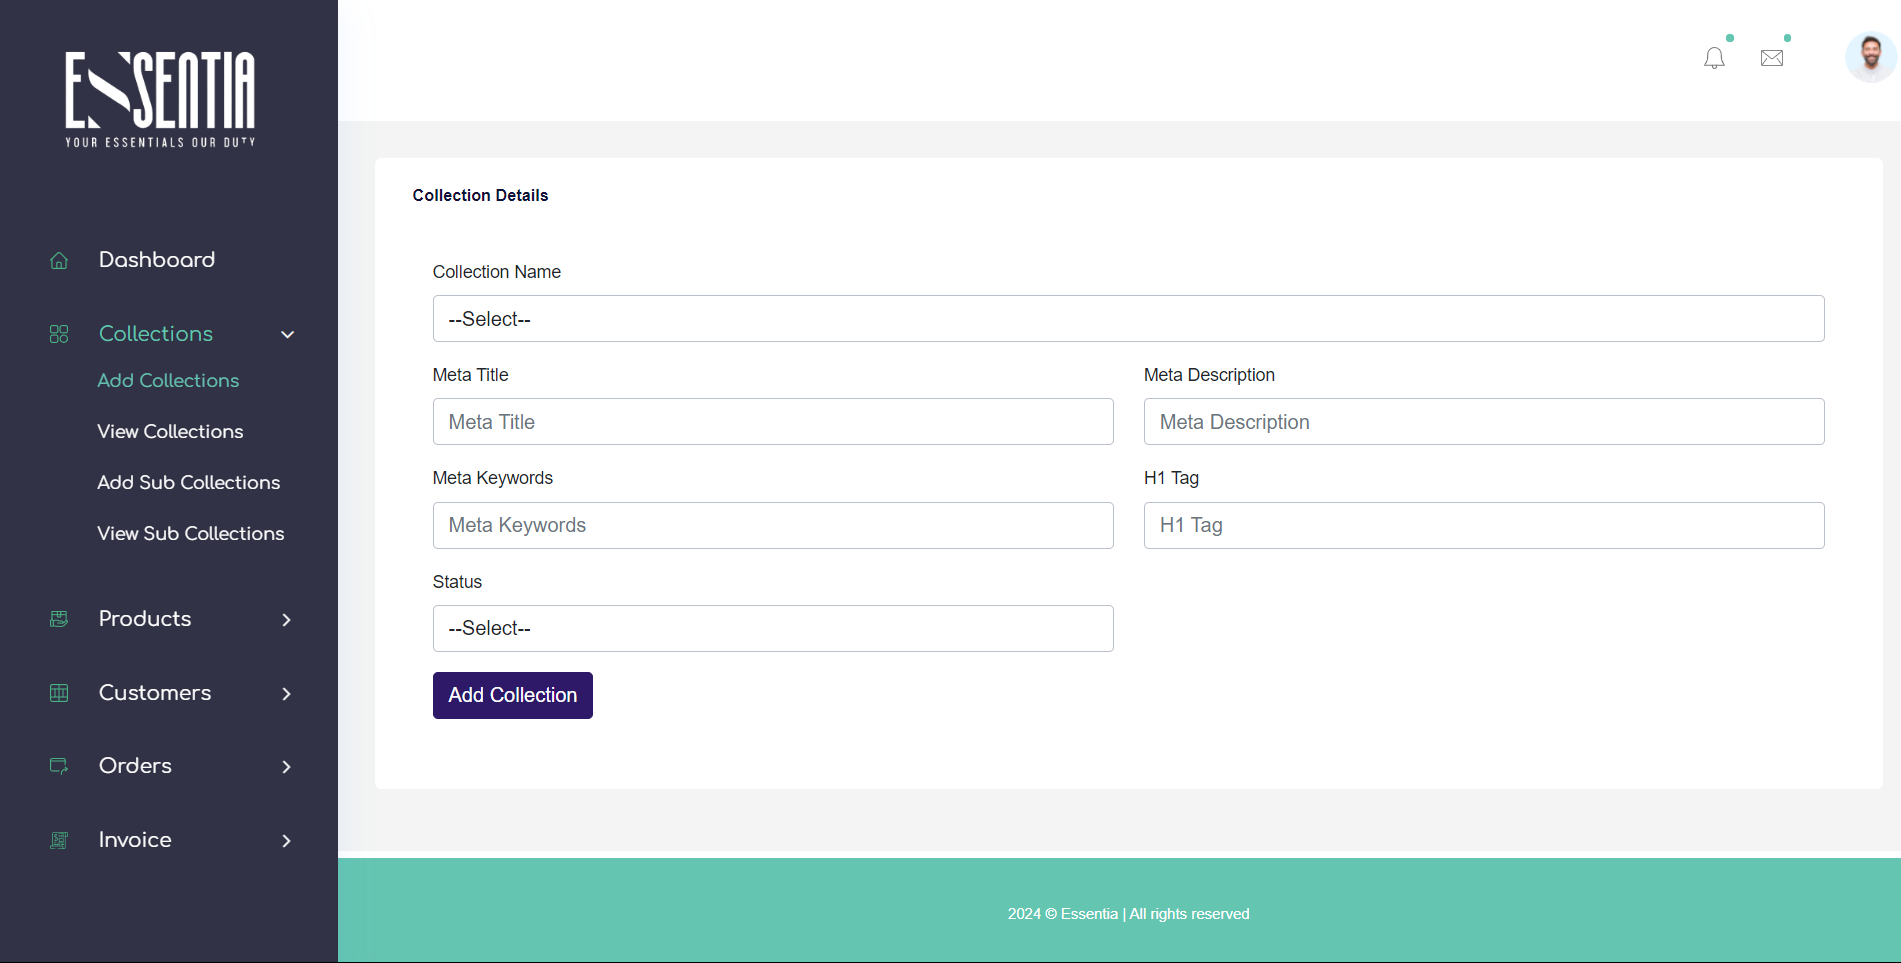 ESSENTIA
YOUR ESSENTIALS OUR DUTY
Dashboard
Collections
Add Collections
View Collections
Add Sub Collections
View Sub Collections
Products
Customers
Orders
Invoice
Collection Details
Collection Name
--Select--
Meta Title
Meta Description
Meta Title
Meta Description
Meta Keywords
H1 Tag
Meta Keywords
H1 Tag
Status
--Select--
Add Collection
2024 © Essentia | All rights reserved